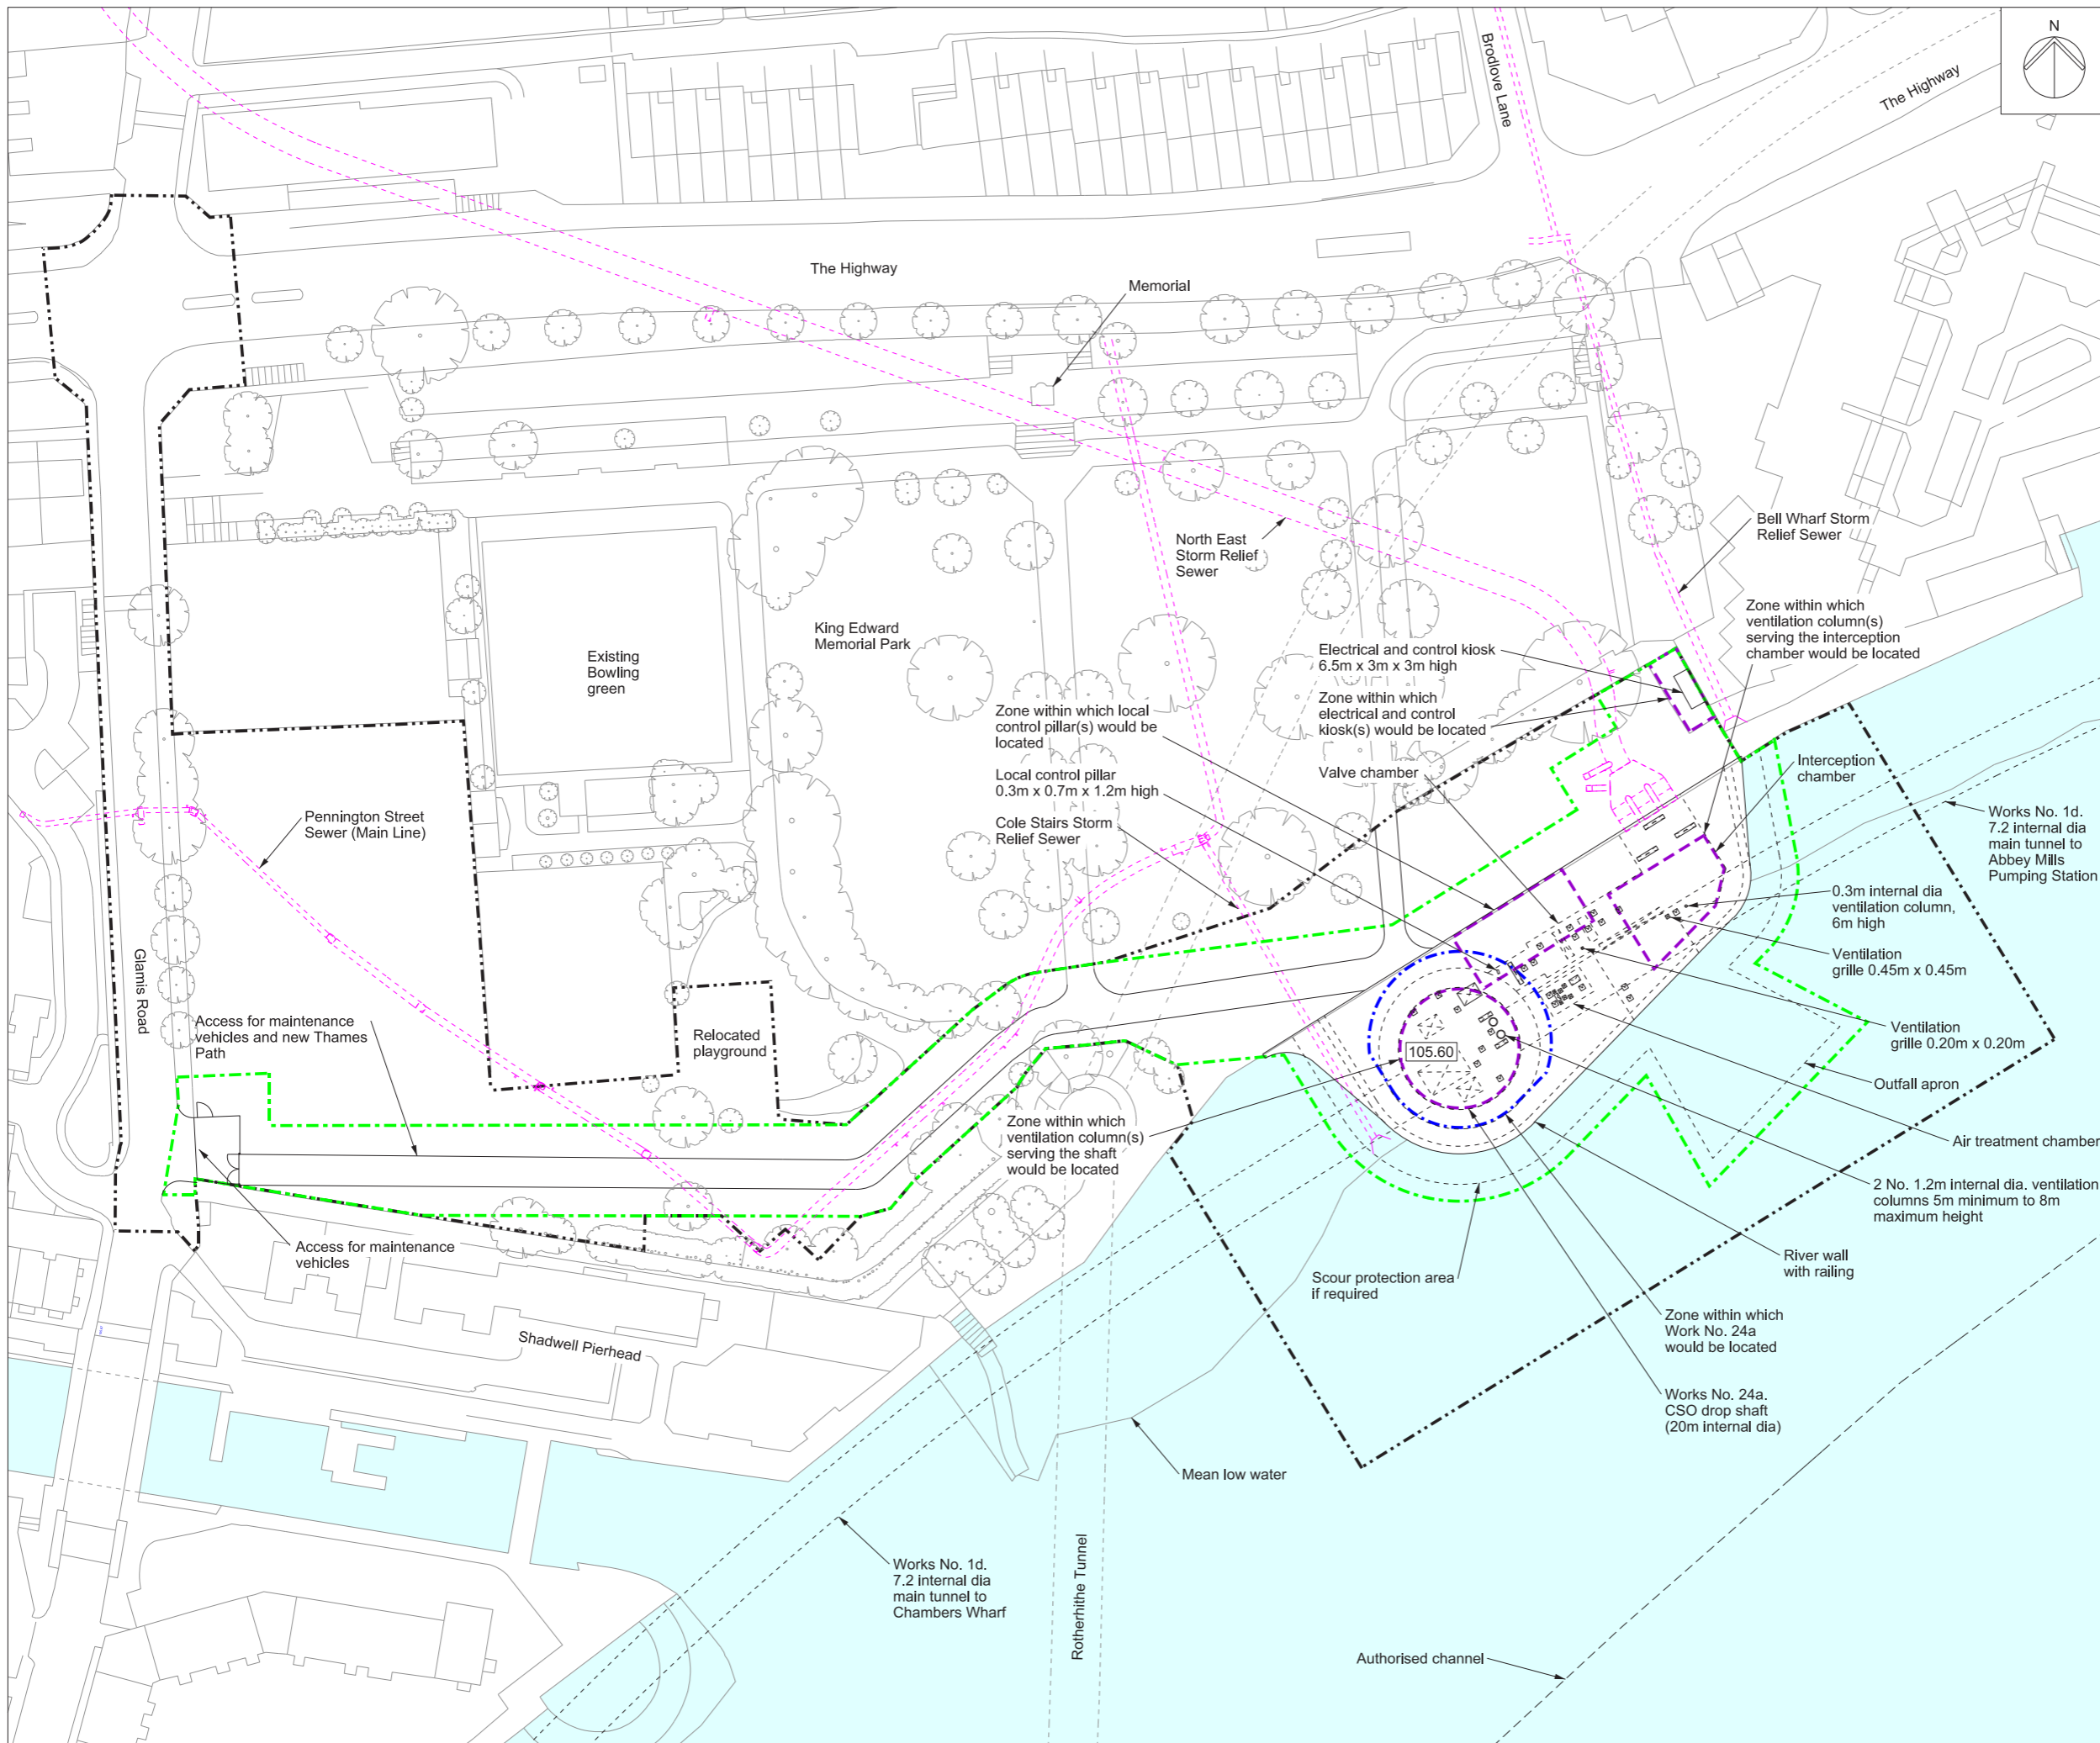 N
Brodlove Lane
The Highway
The Highway
Memorial
North East
Storm Relief
Sewer
Bell Wharf Storm
Relief Sewer
Zone within which
ventilation column(s)
serving the interception
chamber would be located
King Edward
Memorial Park
Existing
Bowling
green
Electrical and control kiosk
6.5m x 3m x 3m high
Zone within which
electrical and control
kiosk(s) would be located
Zone within which local
control pillar(s) would be
located
Valve chamber
Local control pillar
0.3m x 0.7m x 1.2m high
Cole Stairs Storm
Relief Sewer
Interception
chamber
Works No. 1d.
7.2 internal dia
main tunnel to
Abbey Mills
Pumping Station
Pennington Street
Sewer (Main Line)
0.3m internal dia
ventilation column,
6m high
Ventilation
grille 0.45m x 0.45m
Glamis Road
Access for maintenance
vehicles and new Thames
Path
Relocated
playground
105.60
Ventilation
grille 0.20m x 0.20m
Outfall apron
Zone within which
ventilation column(s)
serving the shaft
would be located
Air treatment chamber
2 No. 1.2m internal dia. ventilation
columns 5m minimum to 8m
maximum height
Access for maintenance
vehicles
River wall
with railing
Scour protection area
if required
Zone within which
Work No. 24a
would be located
Shadwell Pierhead
Works No. 24a.
CSO drop shaft
(20m internal dia)
Mean low water
Works No. 1d.
7.2 internal dia
main tunnel to
Chambers Wharf
Rotherhithe Tunnel
Authorised channel